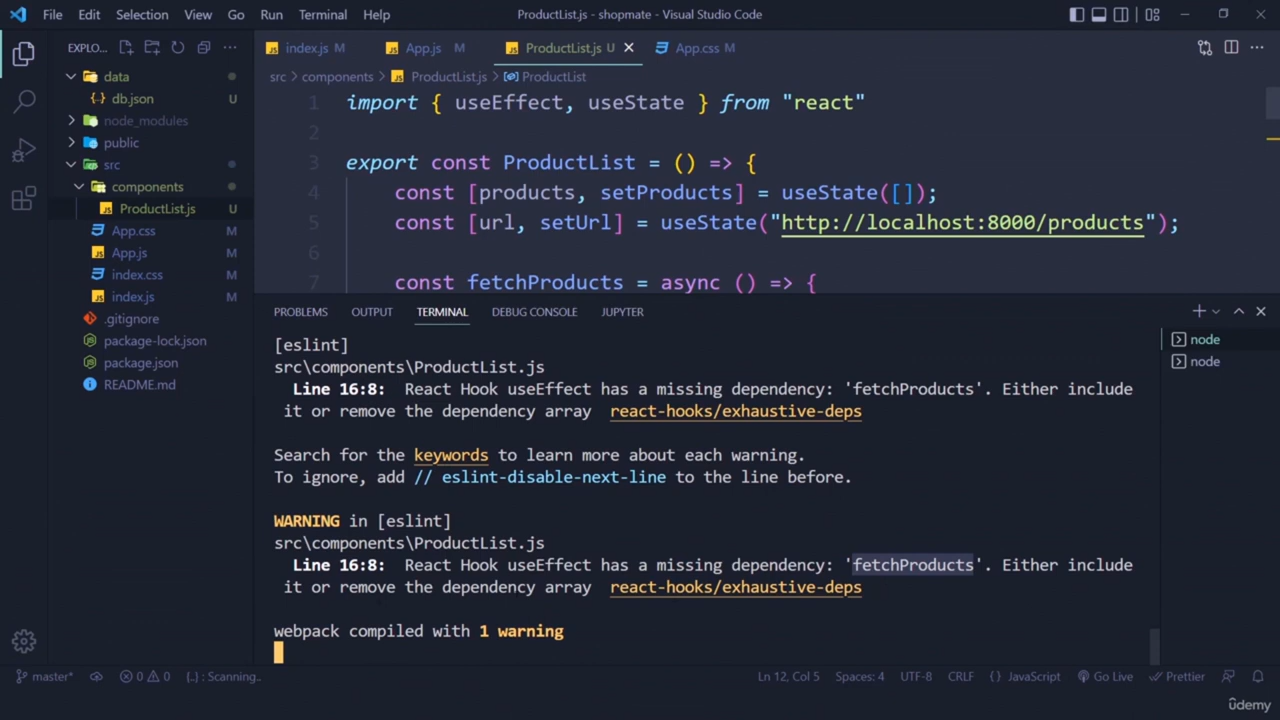 File Edit Selection View Go Run Terminal Help ProductList.js - shopmate - Visual Studio Code
EXPLO...
index.js M App.js M ProductList.js U App.css M
src > components > ProductList.js > ProductList
data
db.json U
node_modules
public
src
components
ProductList.js U
App.css M
App.js M
index.css M
index.js M
.gitignore
package-lock.json
package.json
README.md
1 import { useEffect, useState } from "react"
2
3 export const ProductList = () => {
4 const [products, setProducts] = useState([]);
5 const [url, setUrl] = useState("http://localhost:8000/products");
6
7 const fetchProducts = async () => {
PROBLEMS OUTPUT TERMINAL DEBUG CONSOLE JUPYTER
node
node
[eslint]
src\components\ProductList.js
Line 16:8: React Hook useEffect has a missing dependency: 'fetchProducts'. Either include
it or remove the dependency array react-hooks/exhaustive-deps
Search for the keywords to learn more about each warning.
To ignore, add // eslint-disable-next-line to the line before.
WARNING in [eslint]
src\components\ProductList.js
Line 16:8: React Hook useEffect has a missing dependency: 'fetchProducts'. Either include
it or remove the dependency array react-hooks/exhaustive-deps
webpack compiled with 1 warning
master* 0 0 {..} : Scanning.. Ln 12, Col 5 Spaces: 4 UTF-8 CRLF {} JavaScript Go Live Prettier
ûdemy